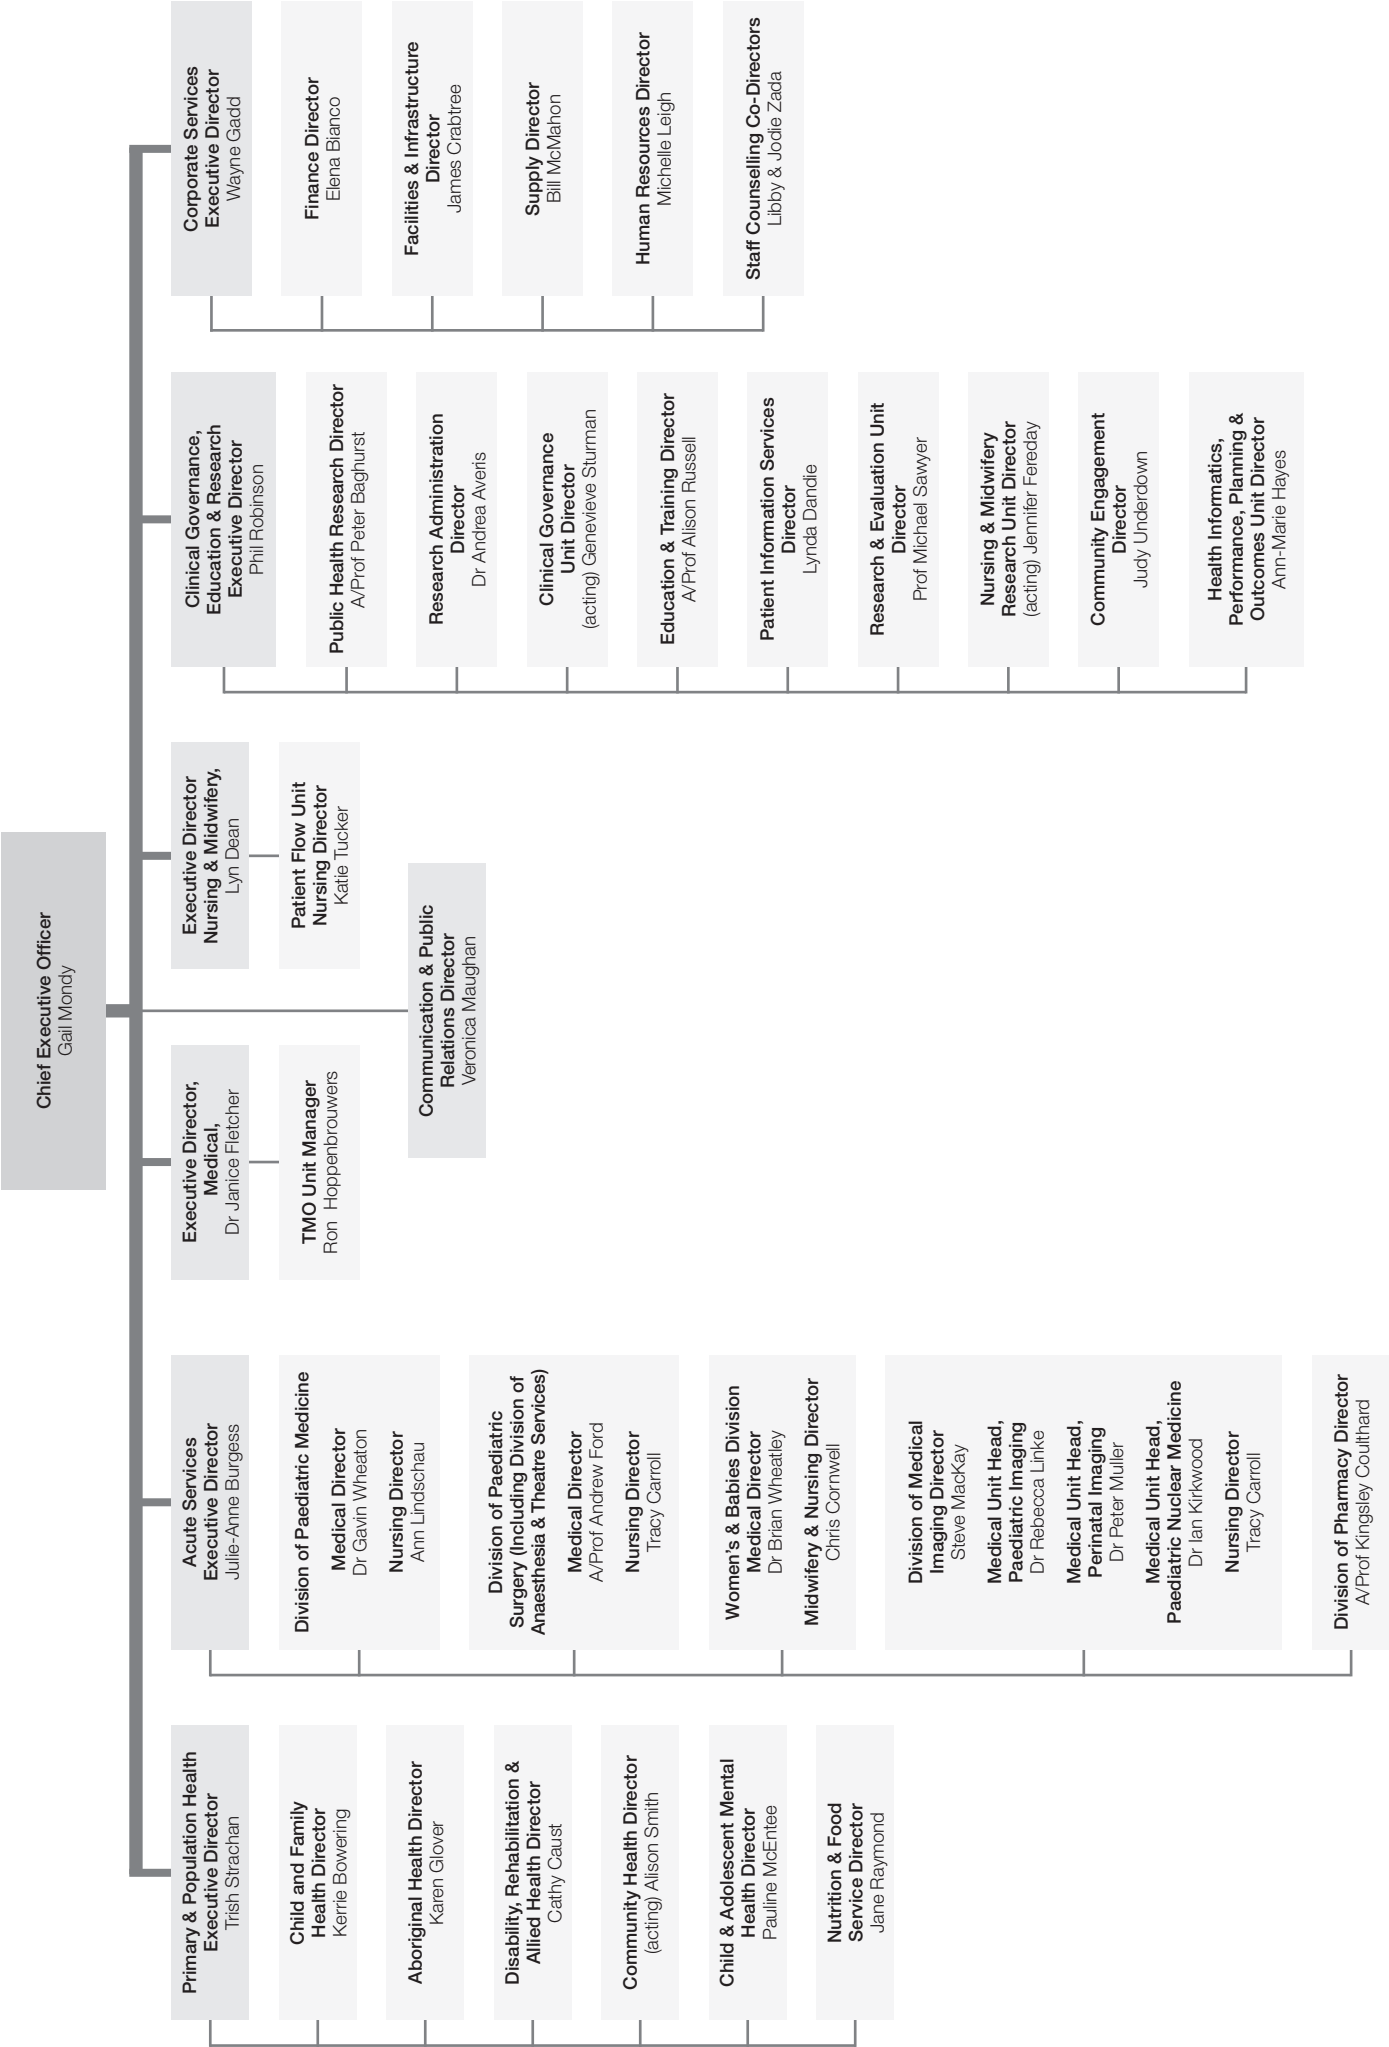 Chief Executive Officer
Gail Mondy
Primary & Population Health
Executive Director
Trish Strachan
Child and Family
Health Director
Kerrie Bowering
Aboriginal Health Director
Karen Glover
Disability, Rehabilitation &
Allied Health Director
Cathy Caust
Community Health Director
(acting) Alison Smith
Child & Adolescent Mental
Health Director
Pauline McEntee
Nutrition & Food
Service Director
Jane Raymond
Acute Services
Executive Director
Julie-Anne Burgess
Division of Paediatric Medicine
Medical Director
Dr Gavin Wheaton
Nursing Director
Ann Lindschau
Division of Paediatric
Surgery (Including Division of
Anaesthesia & Theatre Services)
Medical Director
A/Prof Andrew Ford
Nursing Director
Tracy Carroll
Women's & Babies Division
Medical Director
Dr Brian Wheatley
Midwifery & Nursing Director
Chris Cornwell
Division of Medical
Imaging Director
Steve MacKay
Medical Unit Head,
Paediatric Imaging
Dr Rebecca Linke
Medical Unit Head,
Perinatal Imaging
Dr Peter Muller
Medical Unit Head,
Paediatric Nuclear Medicine
Dr Ian Kirkwood
Nursing Director
Tracy Carroll
Division of Pharmacy Director
A/Prof Kingsley Coulthard
Executive Director,
Medical,
Dr Janice Fletcher
TMO Unit Manager
Ron Hoppenbrouwers
Communication & Public
Relations Director
Veronica Maughan
Executive Director
Nursing & Midwifery,
Lyn Dean
Patient Flow Unit
Nursing Director
Katie Tucker
Clinical Governance,
Education & Research
Executive Director
Phil Robinson
Public Health Research Director
A/Prof Peter Baghurst
Research Administration
Director
Dr Andrea Averis
Clinical Governance
Unit Director
(acting) Genevieve Sturman
Education & Training Director
A/Prof Alison Russell
Patient Information Services
Director
Lynda Dandie
Research & Evaluation Unit
Director
Prof Michael Sawyer
Nursing & Midwifery
Research Unit Director
(acting) Jennifer Fereday
Community Engagement
Director
Judy Underdown
Health Informatics,
Performance, Planning &
Outcomes Unit Director
Ann-Marie Hayes
Corporate Services
Executive Director
Wayne Gadd
Finance Director
Elena Bianco
Facilities & Infrastructure
Director
James Crabtree
Supply Director
Bill McMahon
Human Resources Director
Michelle Leigh
Staff Counselling Co-Directors
Libby & Jodie Zada